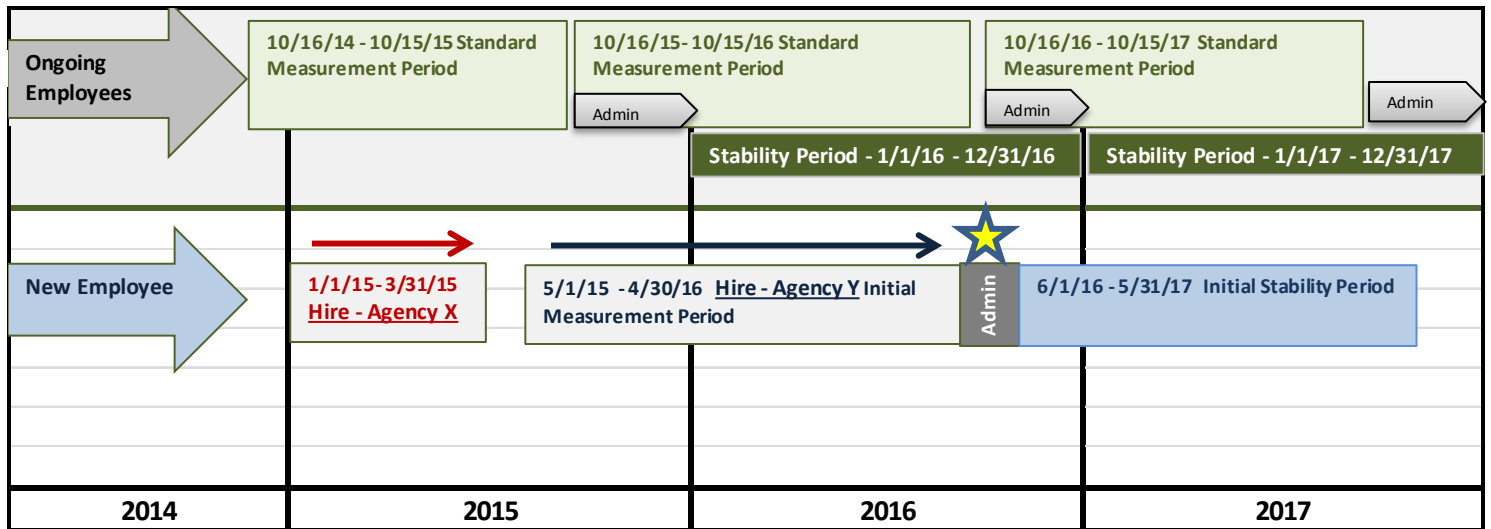 Ongoing
Employees
10/16/14 - 10/15/15 Standard
Measurement Period
10/16/15- 10/15/16 Standard
Measurement Period
10/16/16 - 10/15/17 Standard
Measurement Period
Admin
Admin
Admin
Stability Period - 1/1/16 - 12/31/16
Stability Period - 1/1/17 - 12/31/17
New Employee
1/1/15- 3/31/15
Hire - Agency X
5/1/15 - 4/30/16 Hire - Agency Y Initial
Measurement Period
Admin
6/1/16 - 5/31/17 Initial Stability Period
2014
2015
2016
2017